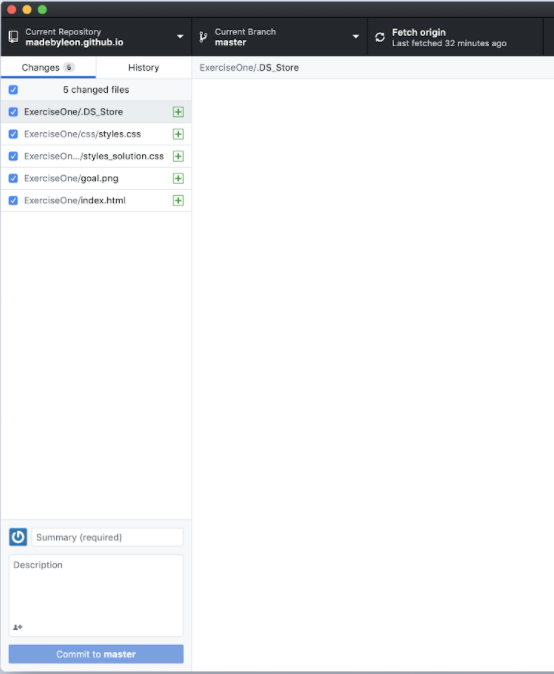 Current Repository
madebyleon.github.io
Current Branch
master
Fetch origin
Last fetched 32 minutes ago
Changes 5
History
5 changed files
ExerciseOne/.DS_Store
ExerciseOne/css/styles.css
ExerciseOn.../styles_solution.css
ExerciseOne/goal.png
ExerciseOne/index.html
ExerciseOne/.DS_Store
Summary (required)
Description
Commit to master